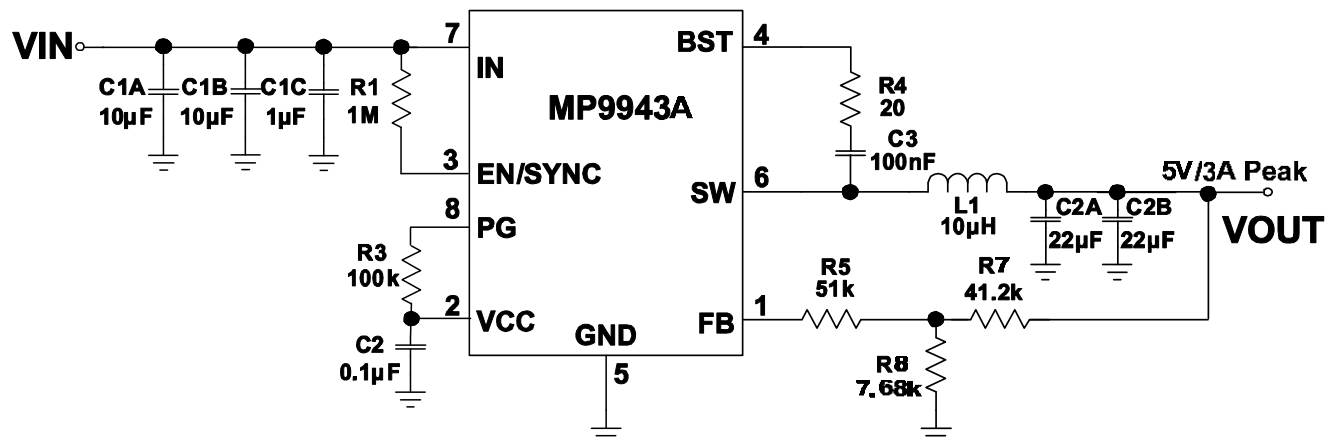 VIN
C1A
10µF
C1B
10µF
C1C
1µF
R1
1M
7
IN
3
EN/SYNC
8
PG
R3
100k
2
VCC
C2
0.1µF
MP9943A
GND
5
BST
4
R4
20
C3
100nF
SW
6
L1
10µH
C2A
22µF
C2B
22µF
5V/3A Peak
VOUT
FB
1
R5
51k
R7
41.2k
R8
7.68k